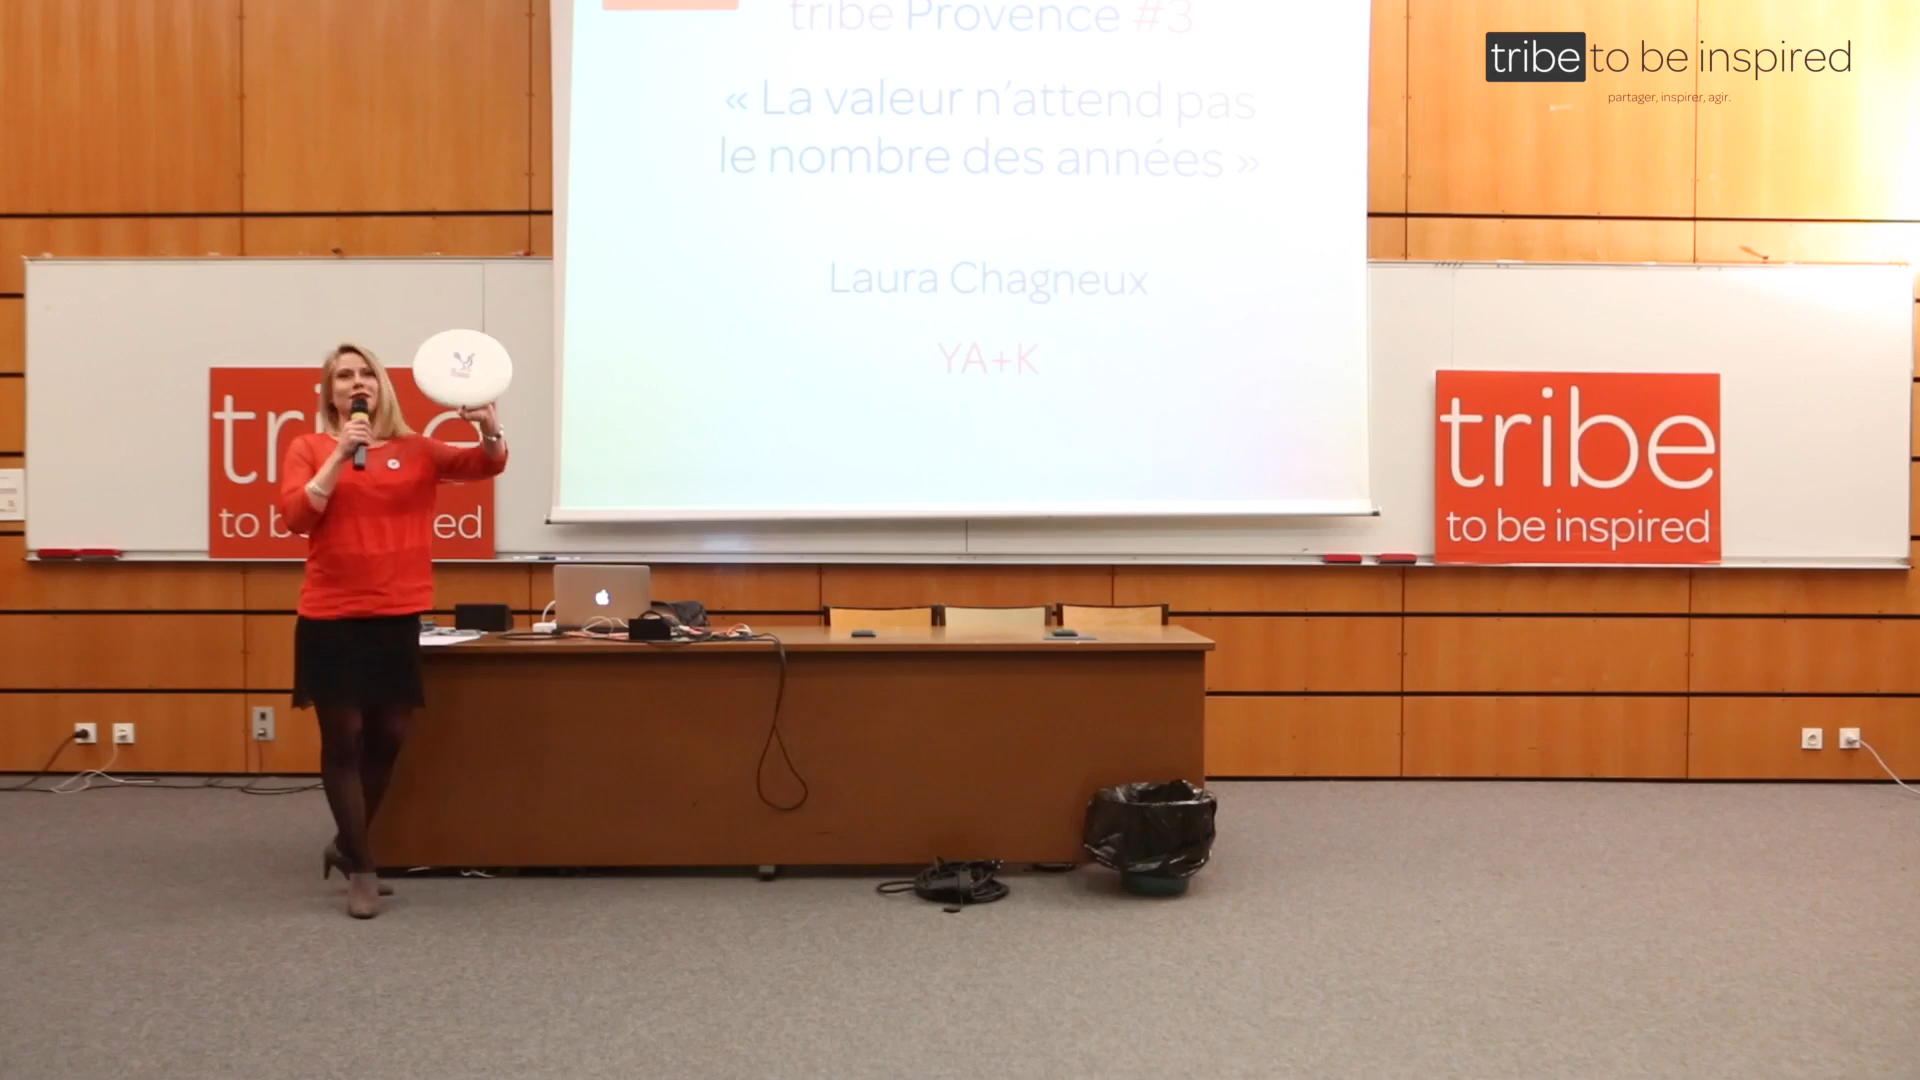 tribe Provence #3
« La valeur n'attend pas
le nombre des années »
Laura Chagneux
YA+K
tribe to be inspired
partager, inspirer, agir.
tri e
to b ed
tribe
to be inspired